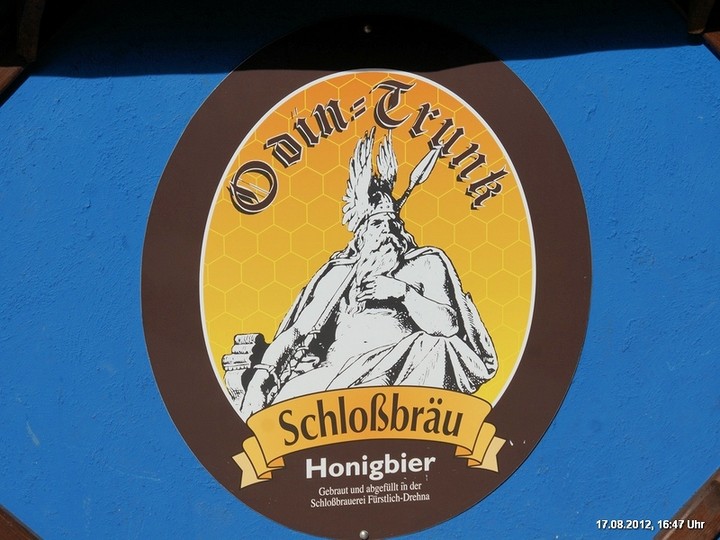 Odin=Trunk
Schloßbräu
Honigbier
Gebraut und abgefüllt in der
Schloßbrauerei Fürstlich-Drehna
17.08.2012, 16:47 Uhr